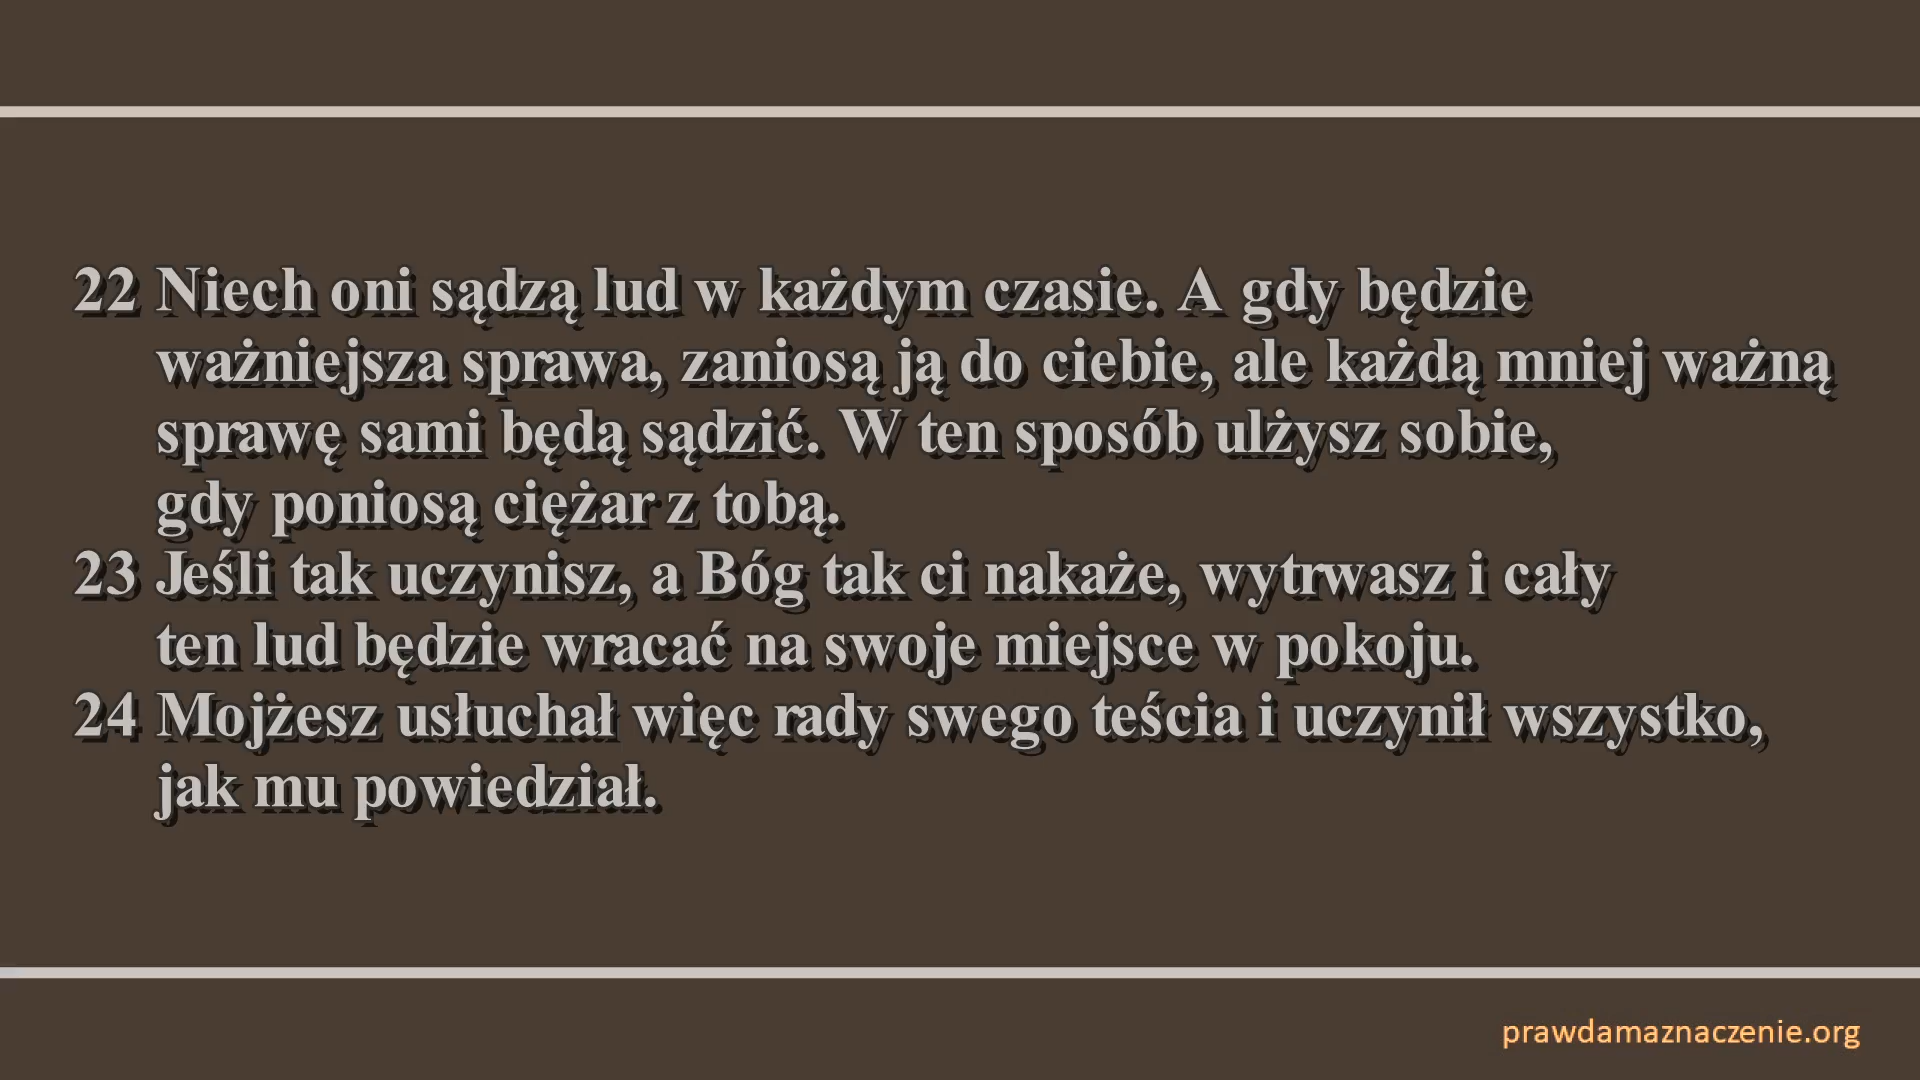 22 Niech oni sądzą lud w każdym czasie. A gdy będzie
ważniejsza sprawa, zaniosą ją do ciebie, ale każdą mniej ważną
sprawę sami będą sądzić. W ten sposób ulżysz sobie,
gdy poniosą ciężar z tobą.
23 Jeśli tak uczynisz, a Bóg tak ci nakaże, wytrwasz i cały
ten lud będzie wracać na swoje miejsce w pokoju.
24 Mojżesz usłuchał więc rady swego teścia i uczynił wszystko,
jak mu powiedział.
prawdamaznaczenie.org